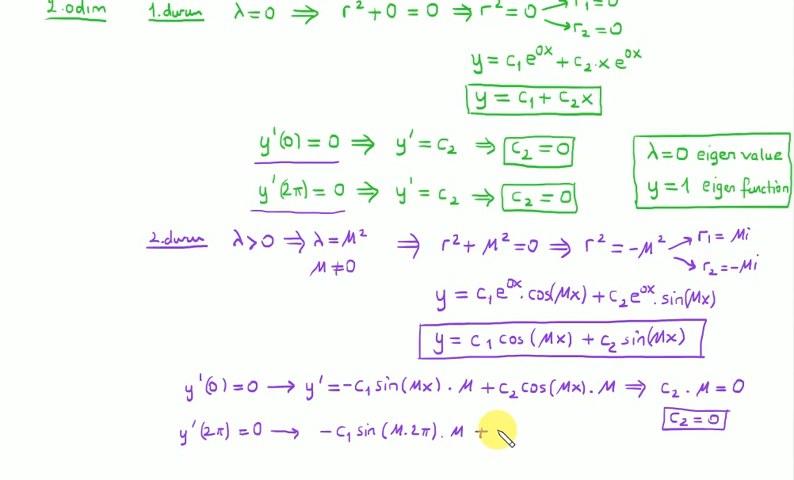 2.adım 1.durum λ=0 ⇒ r²+0=0 ⇒ r²=0 → r₁=0
→ r₂=0
y = c₁e^{0x} + c₂.x e^{0x}
y = c₁ + c₂x
y'(0)=0 ⇒ y'=c₂ ⇒ c₂=0
y'(2π)=0 ⇒ y'=c₂ ⇒ c₂=0
λ=0 eigen value
y=1 eigen function
2.durum λ>0 ⇒ λ=M² ⇒ r²+M²=0 ⇒ r²=-M² → r₁=Mi
M≠0 → r₂=-Mi
y = c₁e^{0x}.cos(Mx) + c₂e^{0x}.sin(Mx)
y = c₁cos(Mx) + c₂sin(Mx)
y'(0)=0 → y'=-c₁sin(Mx).M + c₂cos(Mx).M ⇒ c₂.M=0
c₂=0
y'(2π)=0 → -c₁sin(M.2π).M +